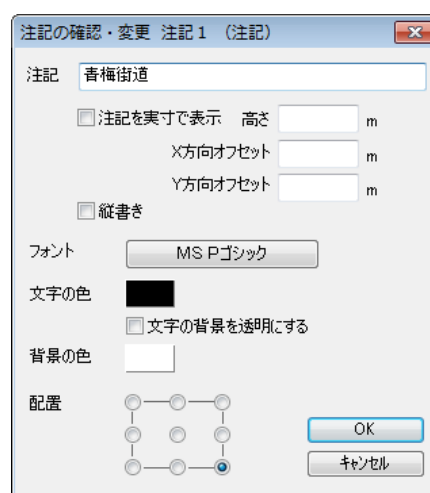 注記の確認・変更 注記１ （注記）
注記 青梅街道
注記を実寸で表示 高さ m
X方向オフセット m
Y方向オフセット m
縦書き
フォント MS Pゴシック
文字の色
文字の背景を透明にする
背景の色
配置
OK
キャンセル